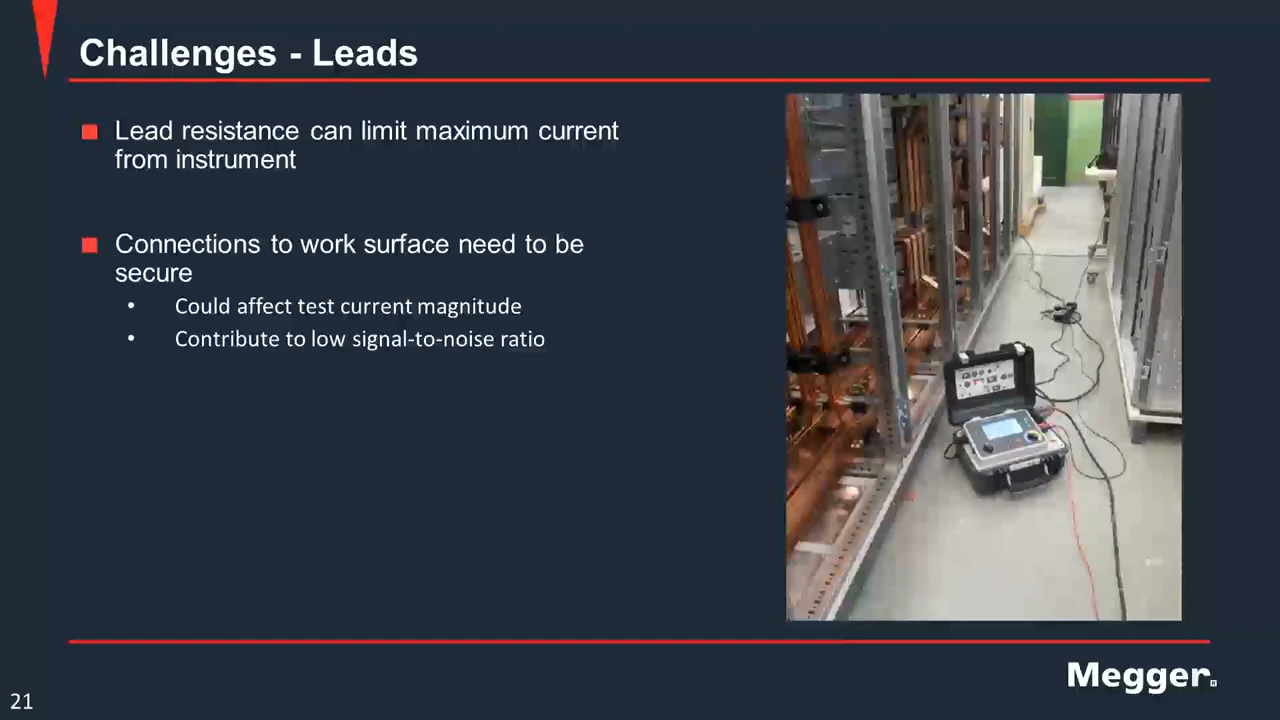 Challenges - Leads
Lead resistance can limit maximum current
from instrument
Connections to work surface need to be
secure
• Could affect test current magnitude
• Contribute to low signal-to-noise ratio
Megger
21